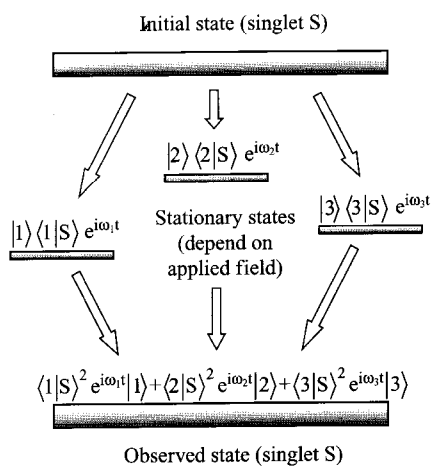 Initial state (singlet S)
|2⟩⟨2|S⟩ e^{iω₂t}
|1⟩⟨1|S⟩ e^{iω₁t}
Stationary states
(depend on
applied field)
|3⟩⟨3|S⟩ e^{iω₃t}
⟨1|S⟩² e^{iω₁t}|1⟩+⟨2|S⟩² e^{iω₂t}|2⟩+⟨3|S⟩² e^{iω₃t}|3⟩
Observed state (singlet S)